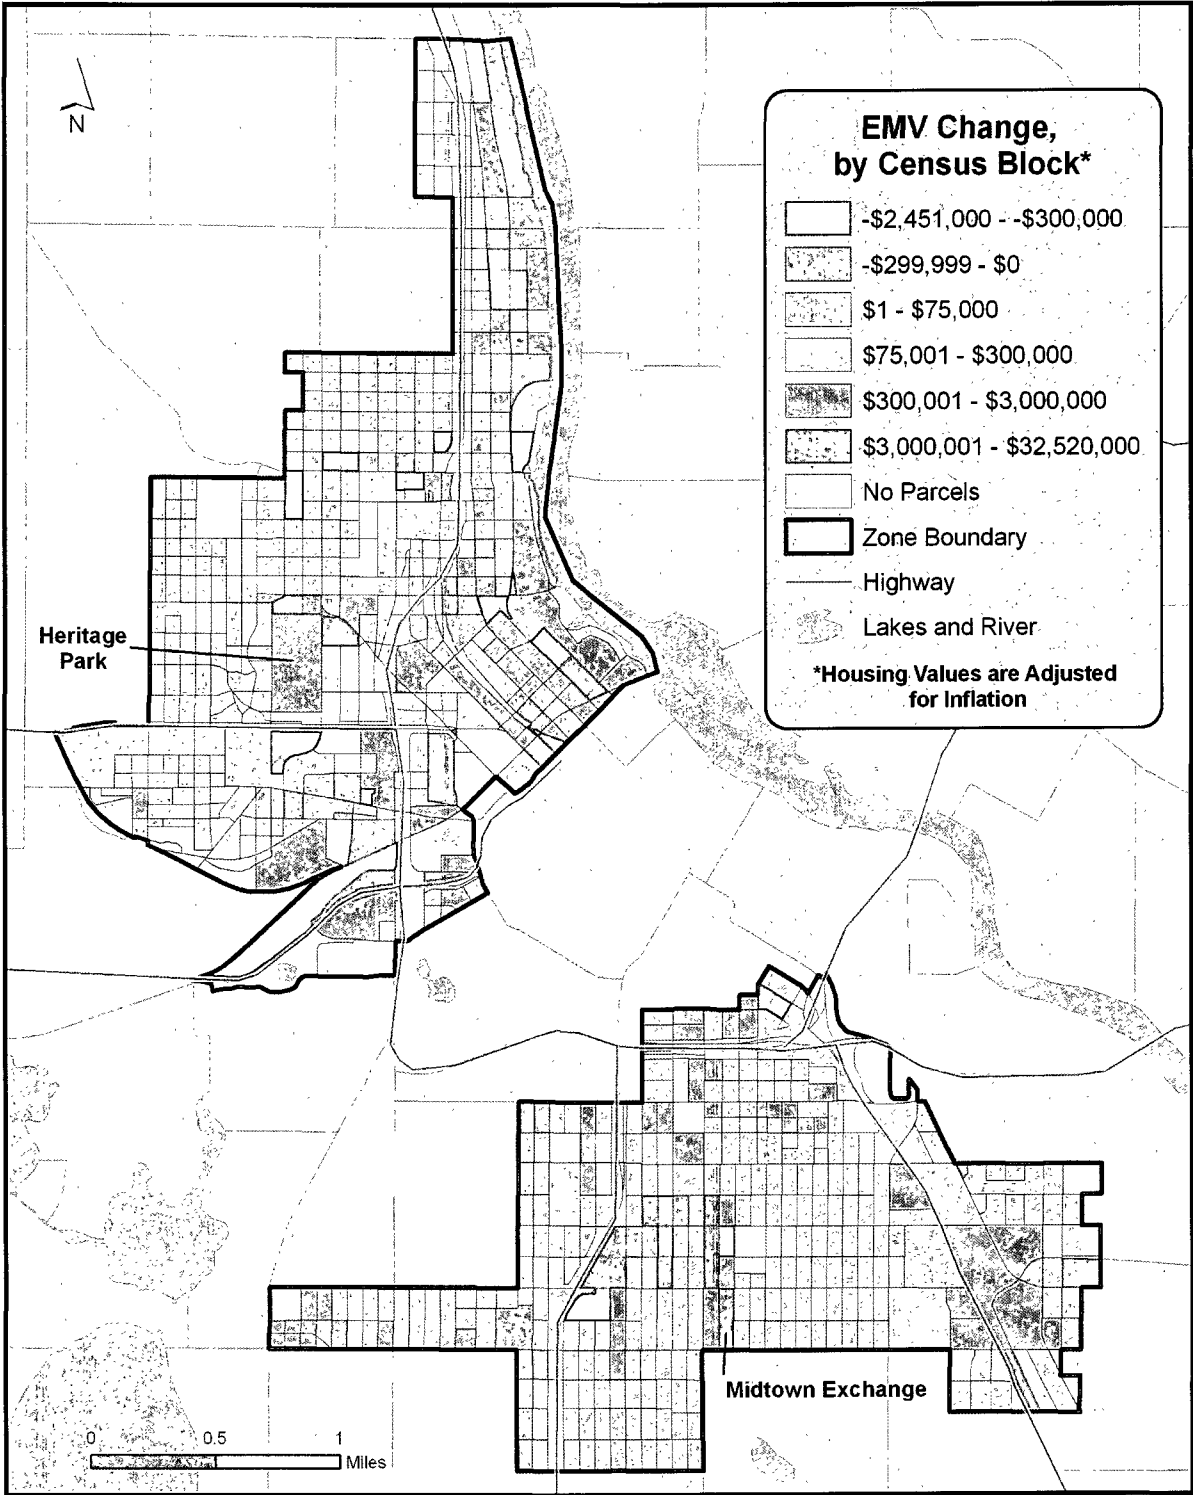 N
EMV Change,
by Census Block*
-$2,451,000 - -$300,000
-$299,999 - $0
$1 - $75,000
$75,001 - $300,000
$300,001 - $3,000,000
$3,000,001 - $32,520,000
No Parcels
Zone Boundary
Highway
Lakes and River
*Housing Values are Adjusted
for Inflation
Heritage
Park
Midtown Exchange
0 0.5 1
Miles